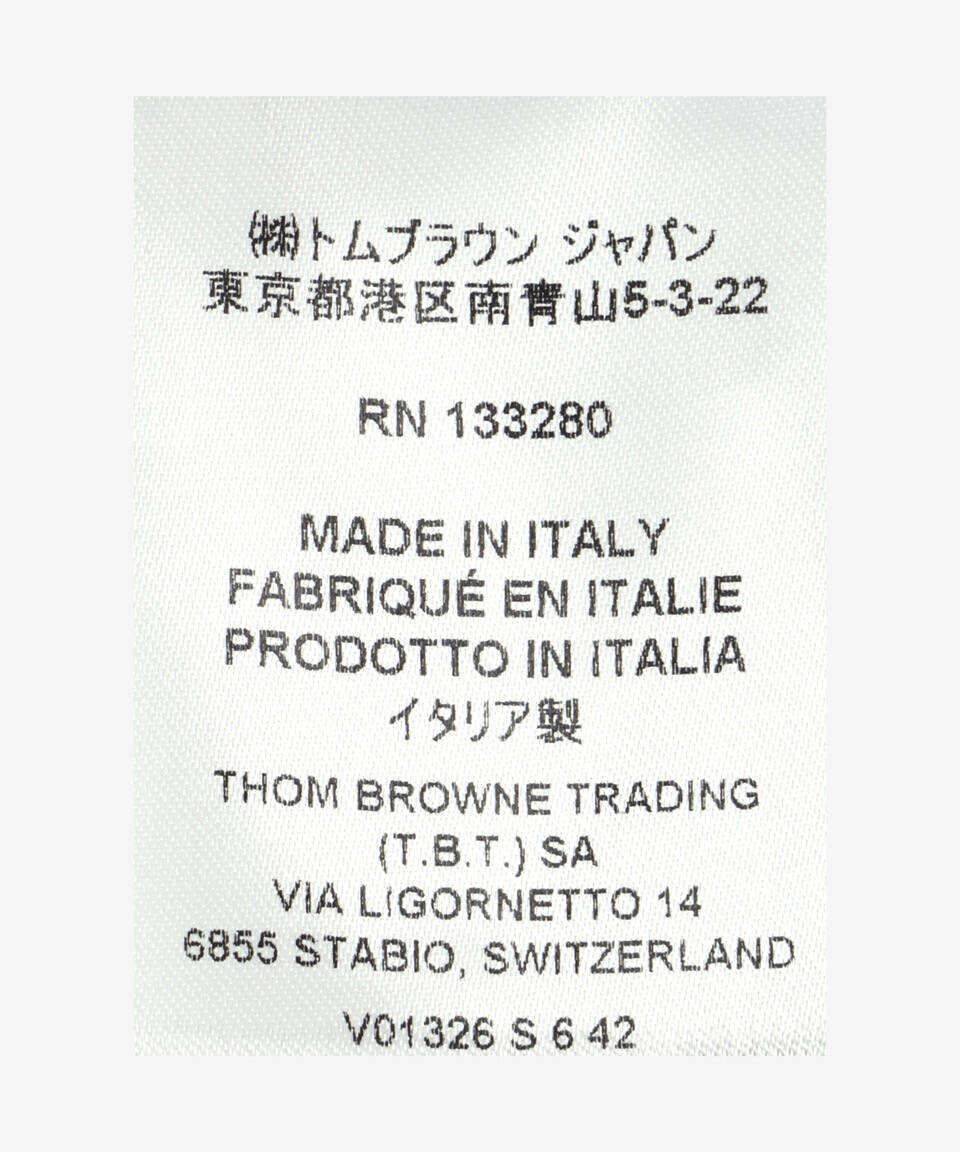 ㈱トムブラウン ジャパン
東京都港区南青山5-3-22
RN 133280
MADE IN ITALY
FABRIQUÉ EN ITALIE
PRODOTTO IN ITALIA
イタリア製
THOM BROWNE TRADING
(T.B.T.) SA
VIA LIGORNETTO 14
6855 STABIO, SWITZERLAND
V01326 S 6 42